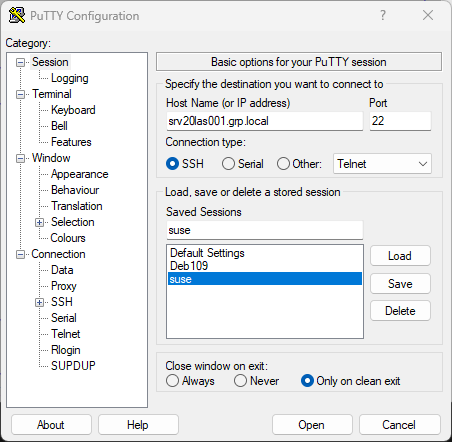 PuTTY Configuration
?
Category:
Session
Logging
Terminal
Keyboard
Bell
Features
Window
Appearance
Behaviour
Translation
Selection
Colours
Connection
Data
Proxy
SSH
Serial
Telnet
Rlogin
SUPDUP
Basic options for your PuTTY session
Specify the destination you want to connect to
Host Name (or IP address) Port
srv20las001.grp.local 22
Connection type:
SSH Serial Other: Telnet
Load, save or delete a stored session
Saved Sessions
suse
Default Settings
Deb109
suse
Load
Save
Delete
Close window on exit:
Always Never Only on clean exit
About Help Open Cancel